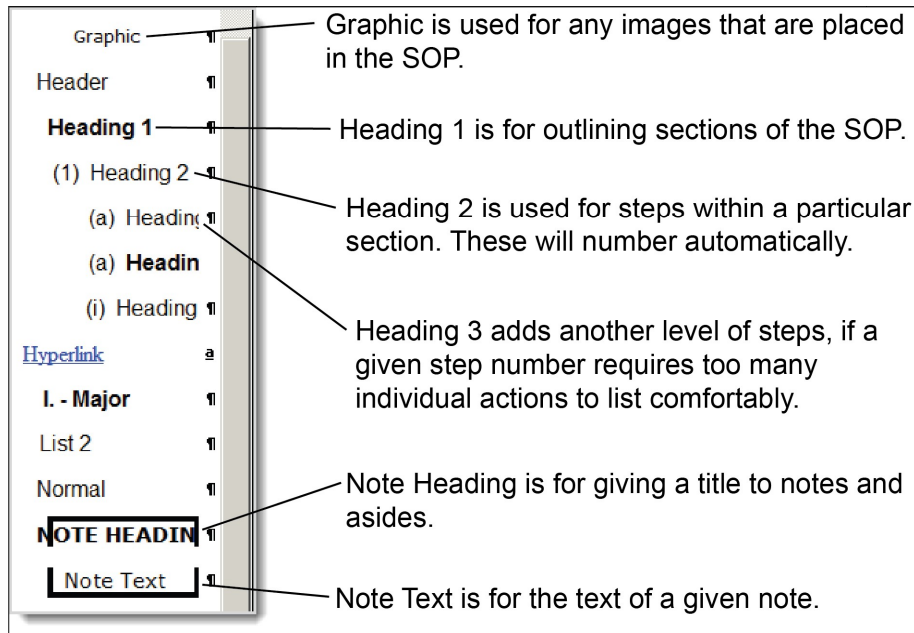 Graphic ¶
Graphic is used for any images that are placed
in the SOP.
Header ¶
Heading 1 ¶
Heading 1 is for outlining sections of the SOP.
(1) Heading 2 ¶
Heading 2 is used for steps within a particular
section. These will number automatically.
(a) Heading ¶
(a) Headin
(i) Heading ¶
Heading 3 adds another level of steps, if a
given step number requires too many
individual actions to list comfortably.
Hyperlink a
I. - Major ¶
List 2 ¶
Normal ¶
NOTE HEADIN ¶
Note Heading is for giving a title to notes and
asides.
Note Text ¶
Note Text is for the text of a given note.